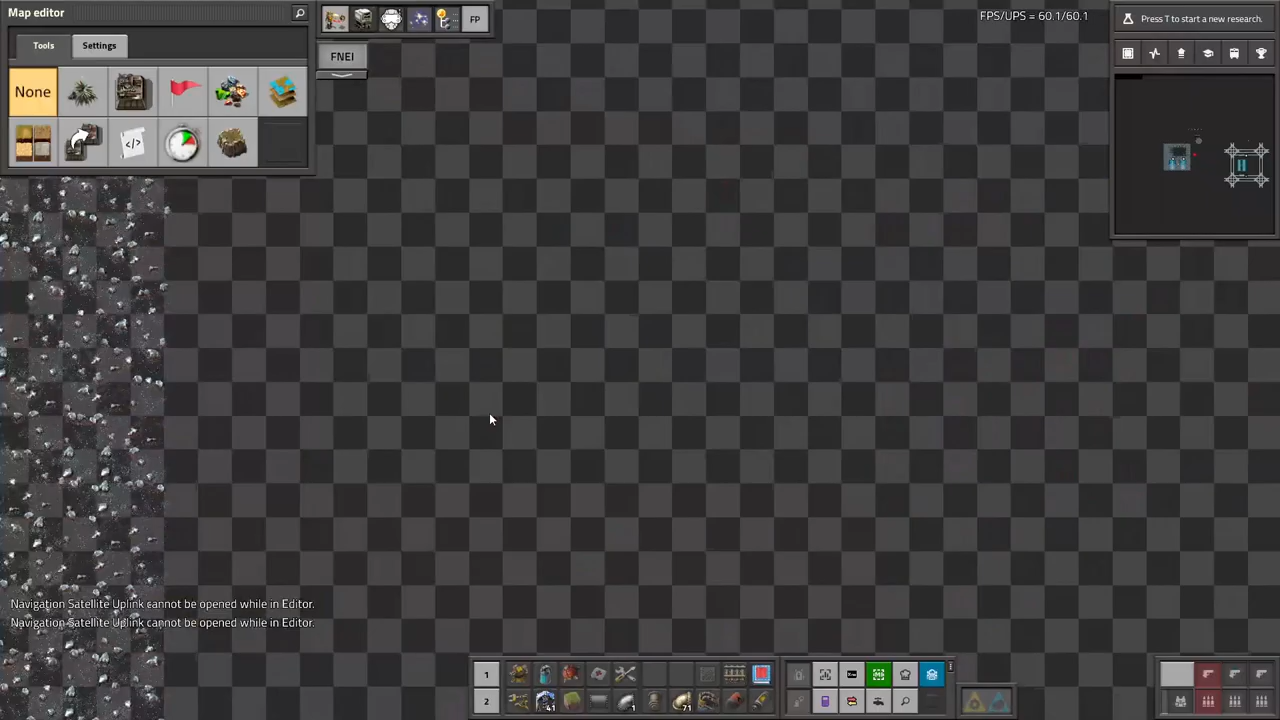 Map editor
FP
FPS/UPS = 60.1/60.1
Press T to start a new research.
Tools
Settings
FNEI
None
</>
Navigation Satellite Uplink cannot be opened while in Editor.
Navigation Satellite Uplink cannot be opened while in Editor.
1
2
1